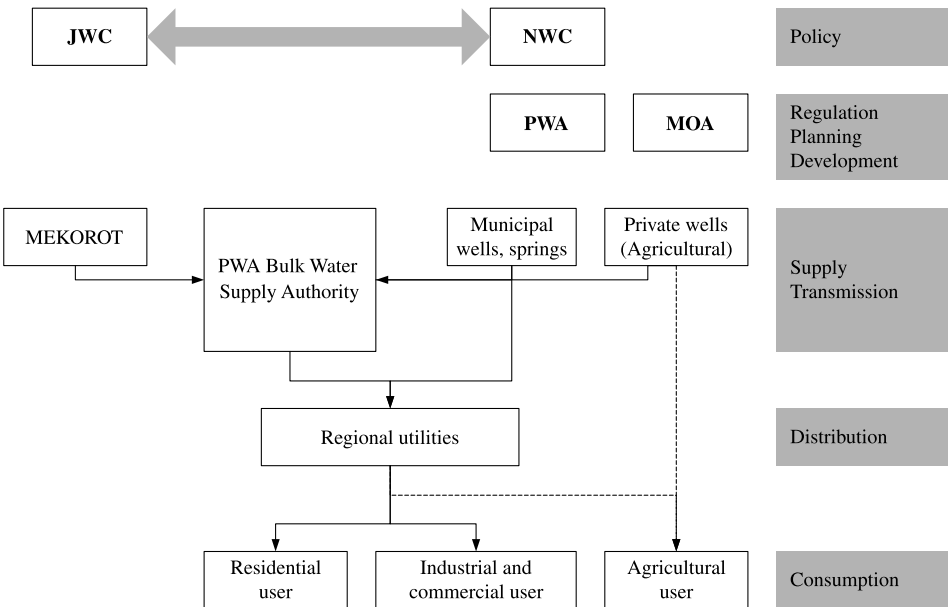 JWC
NWC
Policy
PWA
MOA
Regulation
Planning
Development
MEKOROT
PWA Bulk Water
Supply Authority
Municipal
wells, springs
Private wells
(Agricultural)
Supply
Transmission
Regional utilities
Distribution
Residential
user
Industrial and
commercial user
Agricultural
user
Consumption